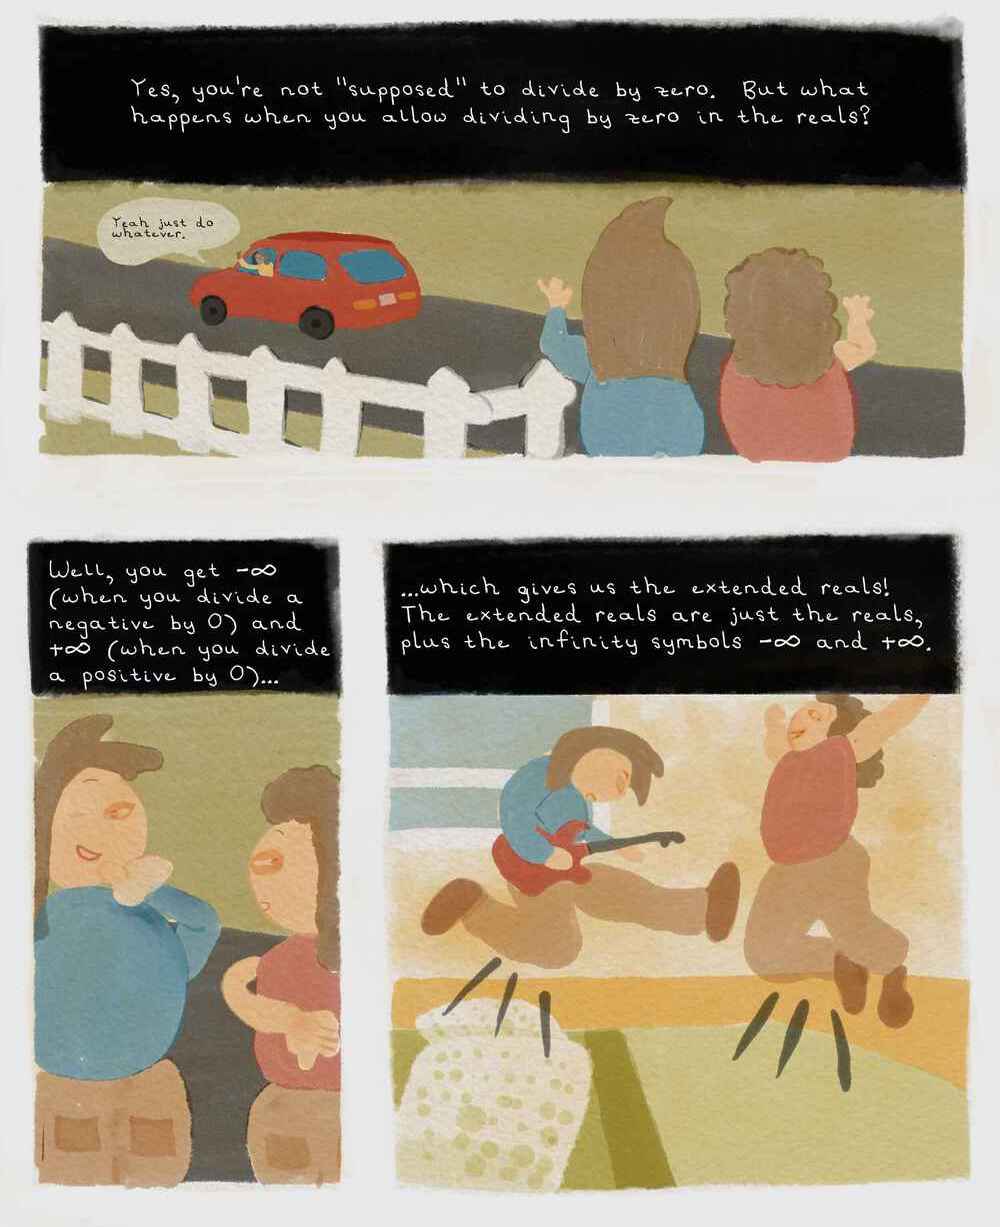 Yes, you're not "supposed" to divide by zero. But what
happens when you allow dividing by zero in the reals?
Yeah just do
whatever.
Well, you get -∞
(when you divide a
negative by 0) and
+∞ (when you divide
a positive by 0)...
...which gives us the extended reals!
The extended reals are just the reals,
plus the infinity symbols -∞ and +∞.